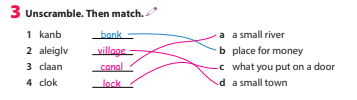 3 Unscramble. Then match.
1 kanb bank a a small river
2 aleiglv village b place for money
3 claan canal c what you put on a door
4 clok lock d a small town